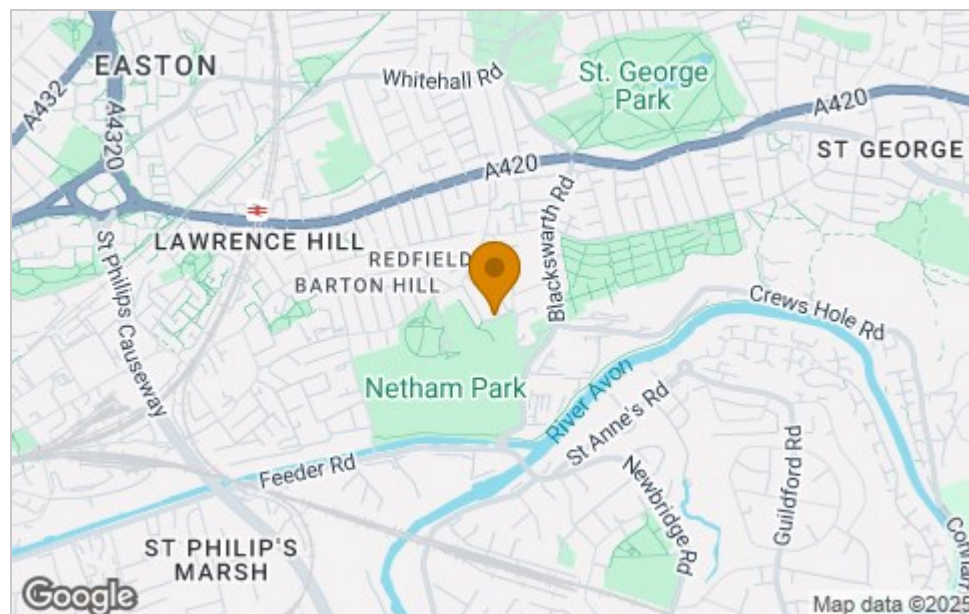 EASTON
A432
A4320
Whitehall Rd
St. George
Park
A420
A420
ST GEORGE
LAWRENCE HILL
REDFIELD
BARTON HILL
Blackswarth Rd
St Philips Causeway
Crews Hole Rd
Netham Park
River Avon
St Anne's Rd
Feeder Rd
Newbridge Rd
Guildford Rd
ST PHILIP'S
MARSH
Google
Map data ©2025